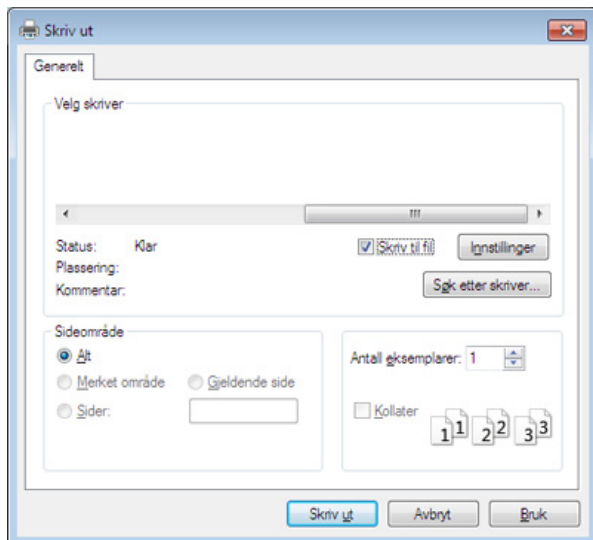 Skriv ut
Generelt
Velg skriver
Status: Klar
Skriv til fil
Innstillinger
Plassering:
Kommentar:
Søk etter skriver...
Sideområde
Alt
Merket område Gjeldende side
Sider:
Antall eksemplarer: 1
Kollater
1 1 2 2 3 3
Skriv ut Avbryt Bruk